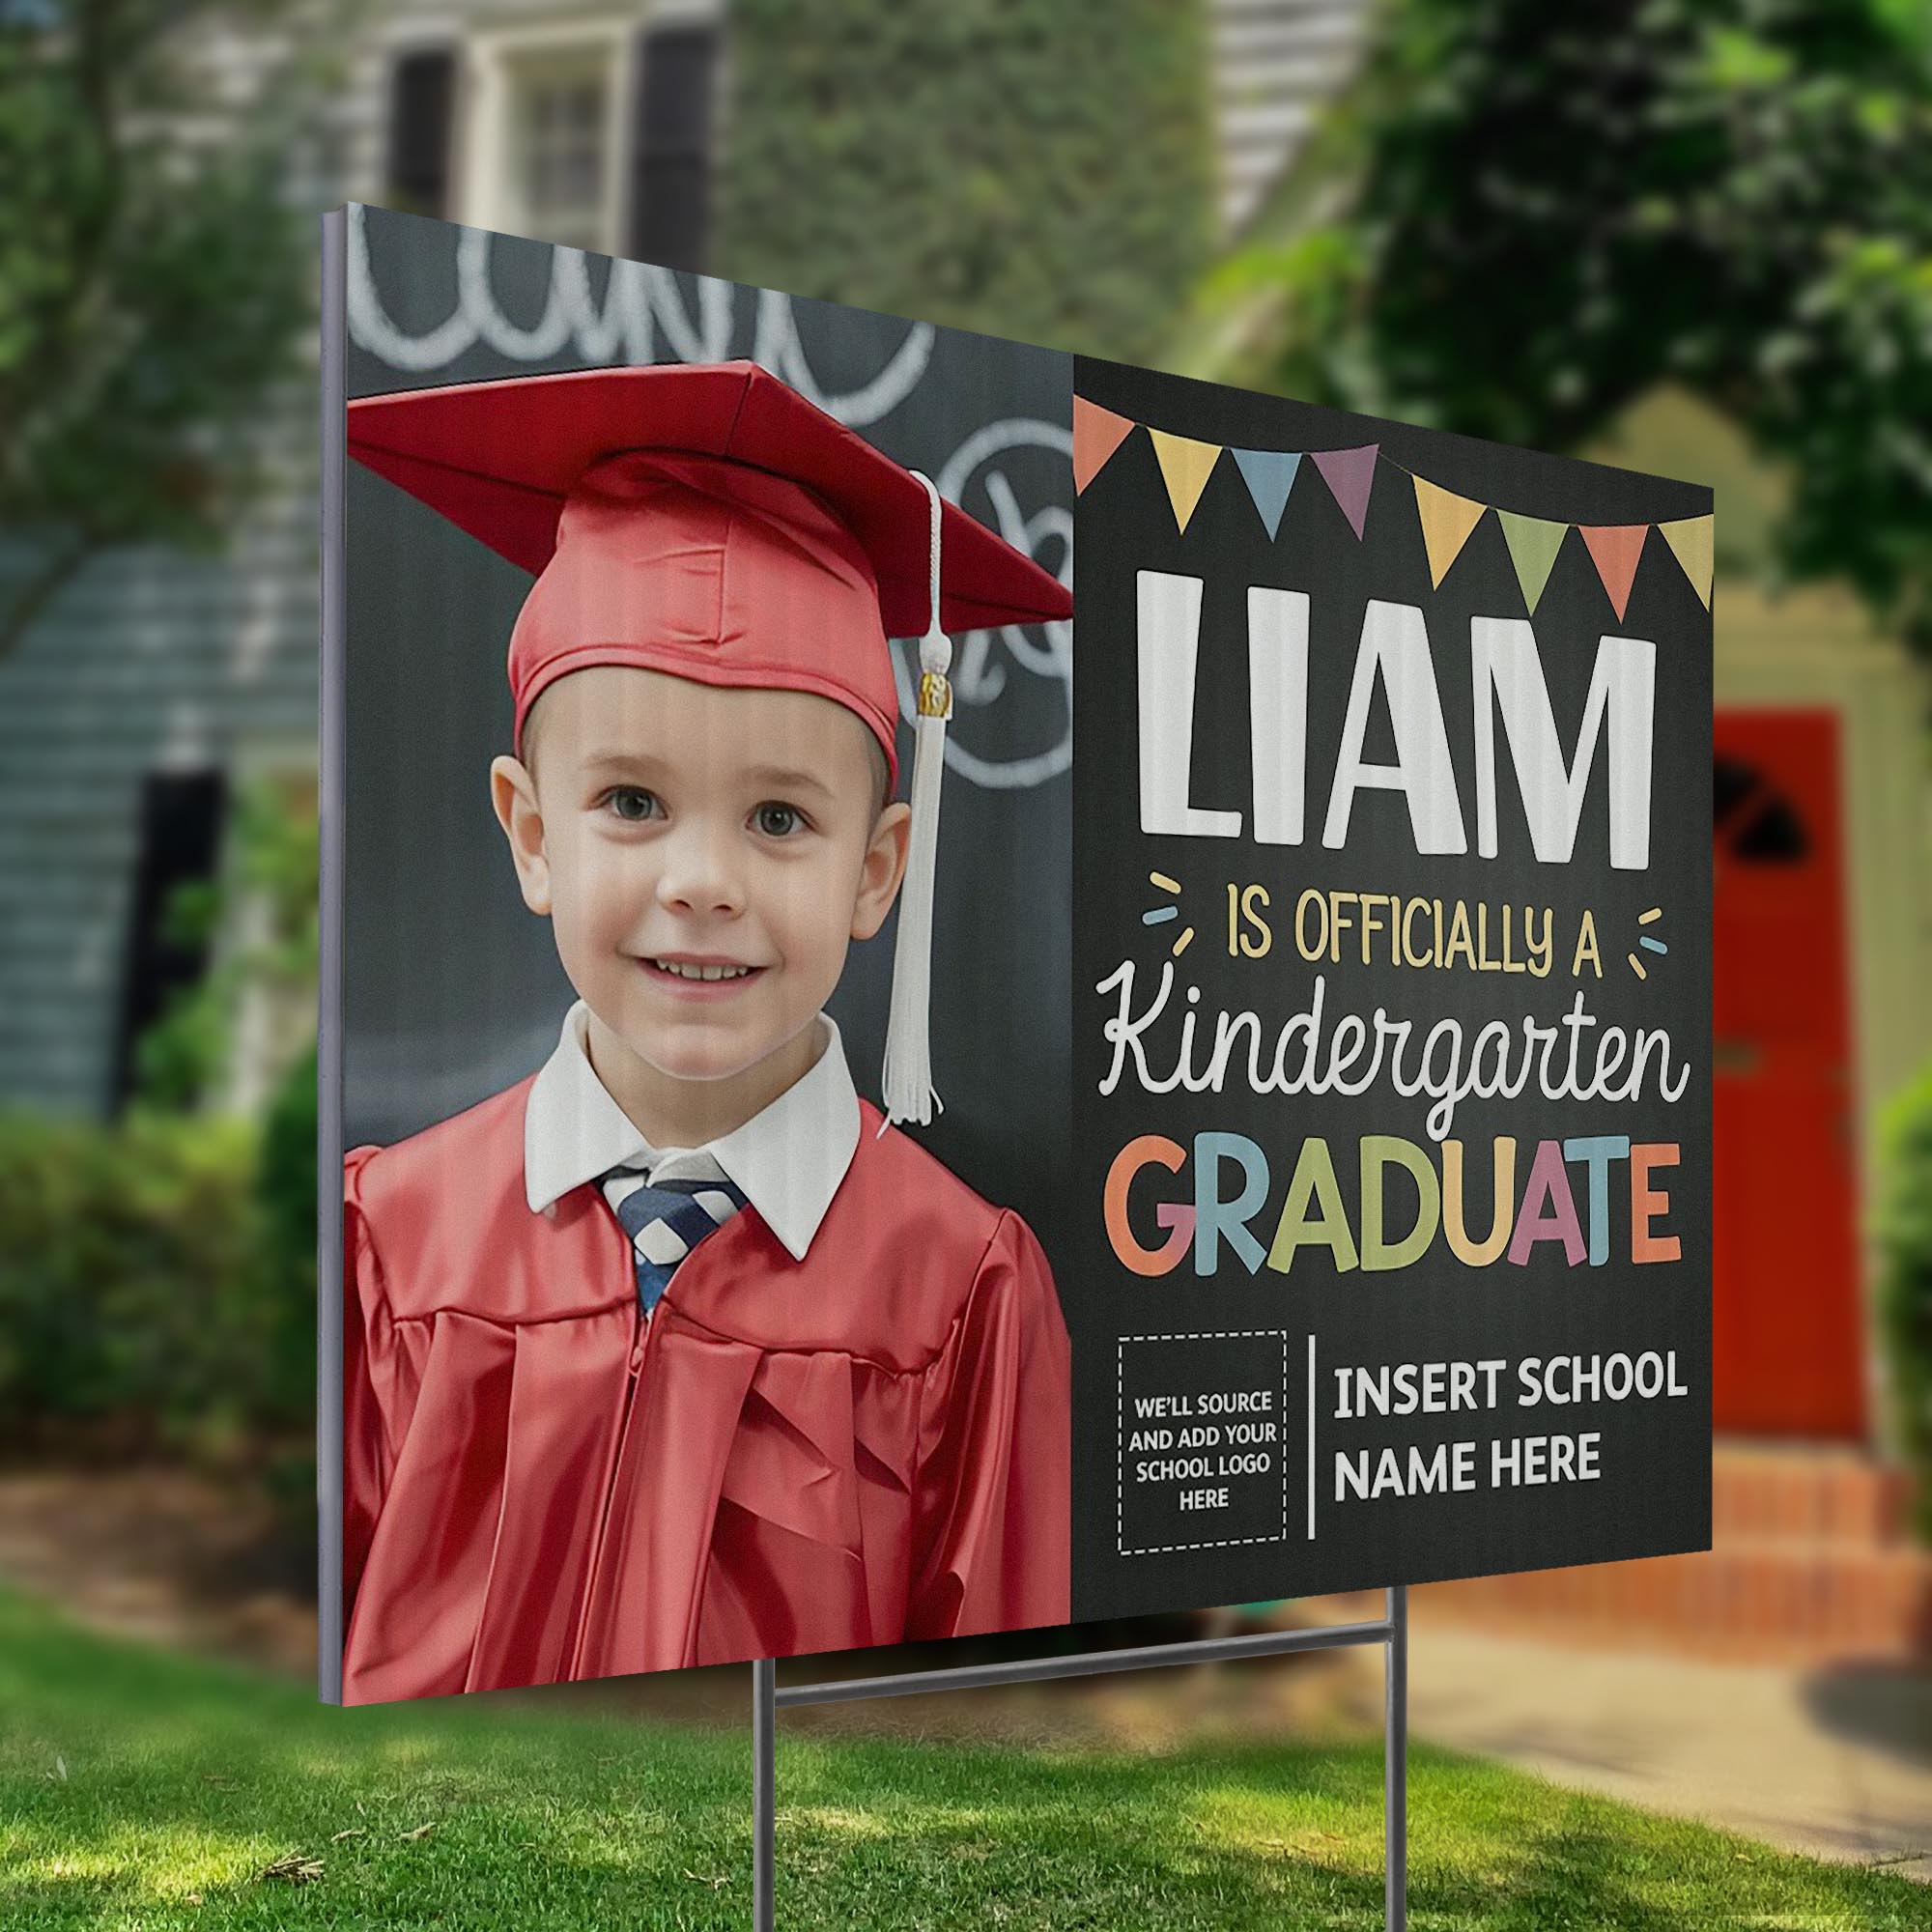 LIAM
IS OFFICIALLY A
Kindergarten
GRADUATE
WE'LL SOURCE
AND ADD YOUR
SCHOOL LOGO
HERE
INSERT SCHOOL
NAME HERE